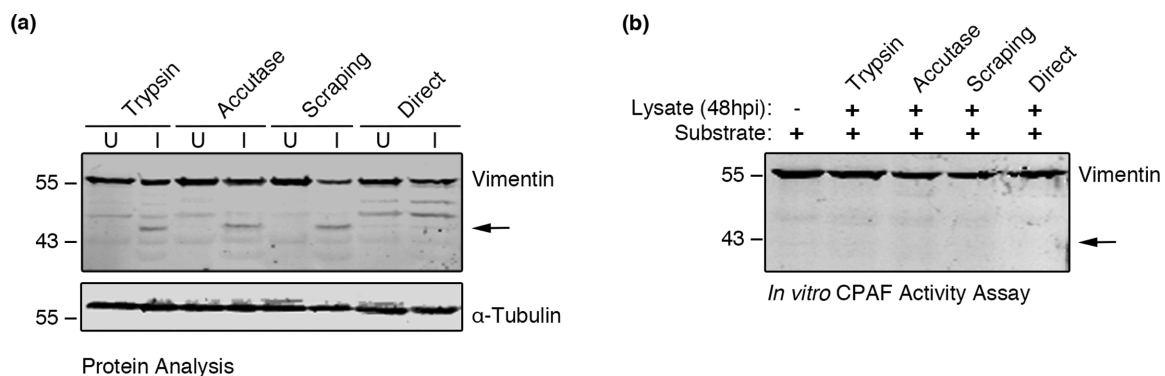 (a)
Trypsin Accutase Scraping Direct
U I U I U I U I
55 Vimentin
43
55 α-Tubulin
Protein Analysis
(b)
Trypsin Accutase Scraping Direct
Lysate (48hpi): - + + + +
Substrate: + + + + +
55 Vimentin
43
In vitro CPAF Activity Assay